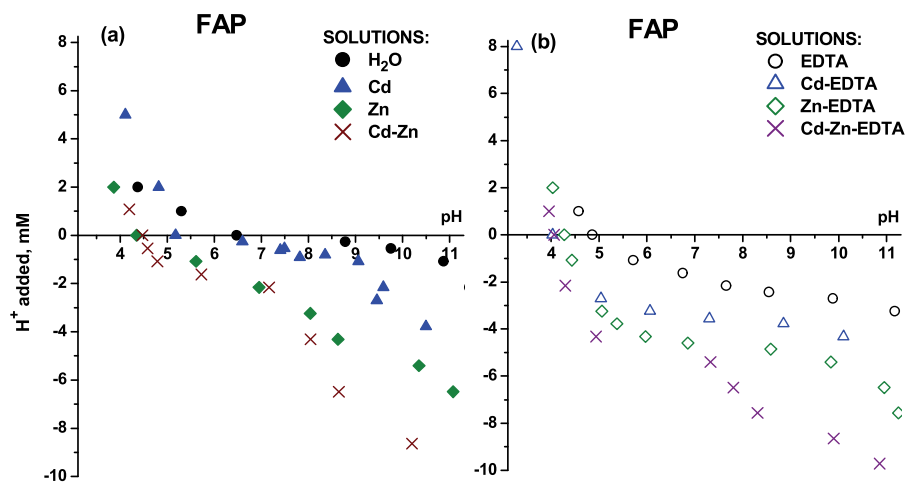 FAP
(a)
SOLUTIONS:
H₂O
Cd
Zn
Cd-Zn
H⁺ added, mM
pH
8
6
4
2
0
-2
-4
-6
-8
-10
4 5 6 7 8 9 10 11
FAP
(b)
SOLUTIONS:
EDTA
Cd-EDTA
Zn-EDTA
Cd-Zn-EDTA
pH
8
6
4
2
0
-2
-4
-6
-8
-10
4 5 6 7 8 9 10 11